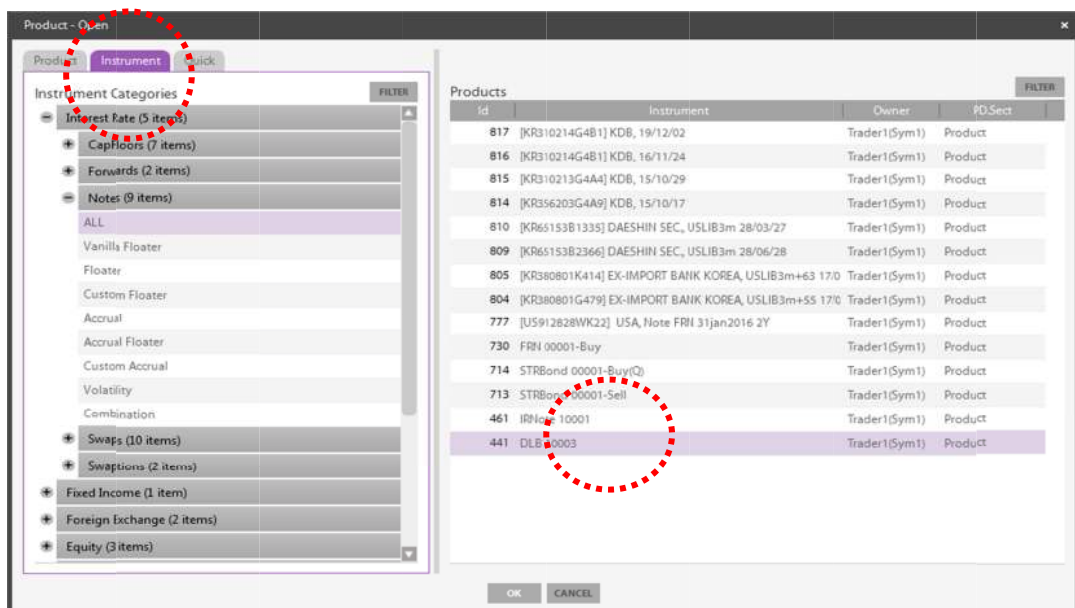 Product - Open
×
Product Instrument Quick
Instrument Categories FILTER
Interest Rate (5 items)
CapFloors (7 items)
Forwards (2 items)
Notes (9 items)
ALL
Vanilla Floater
Floater
Custom Floater
Accrual
Accrual Floater
Custom Accrual
Volatility
Combination
Swaps (10 items)
Swaptions (2 items)
Fixed Income (1 item)
Foreign Exchange (2 items)
Equity (3 items)
Products FILTER
Id Instrument Owner PD.Sect
817 [KR310214G4B1] KDB, 19/12/02 Trader1(Sym1) Product
816 [KR310214G4B1] KDB, 16/11/24 Trader1(Sym1) Product
815 [KR310213G4A4] KDB, 15/10/29 Trader1(Sym1) Product
814 [KR356203G4A9] KDB, 15/10/17 Trader1(Sym1) Product
810 [KR65153B1335] DAESHIN SEC., USLIB3m 28/03/27 Trader1(Sym1) Product
809 [KR65153B2366] DAESHIN SEC., USLIB3m 28/06/28 Trader1(Sym1) Product
805 [KR380801K414] EX-IMPORT BANK KOREA, USLIB3m+63 17/0 Trader1(Sym1) Product
804 [KR380801G479] EX-IMPORT BANK KOREA, USLIB3m+55 17/0 Trader1(Sym1) Product
777 [US912828WK22] USA, Note FRN 31jan2016 2Y Trader1(Sym1) Product
730 FRN 00001-Buy Trader1(Sym1) Product
714 STRBond 00001-Buy(Q) Trader1(Sym1) Product
713 STRBond 00001-Sell Trader1(Sym1) Product
461 IRNote 10001 Trader1(Sym1) Product
441 DLB 10003 Trader1(Sym1) Product
OK CANCEL